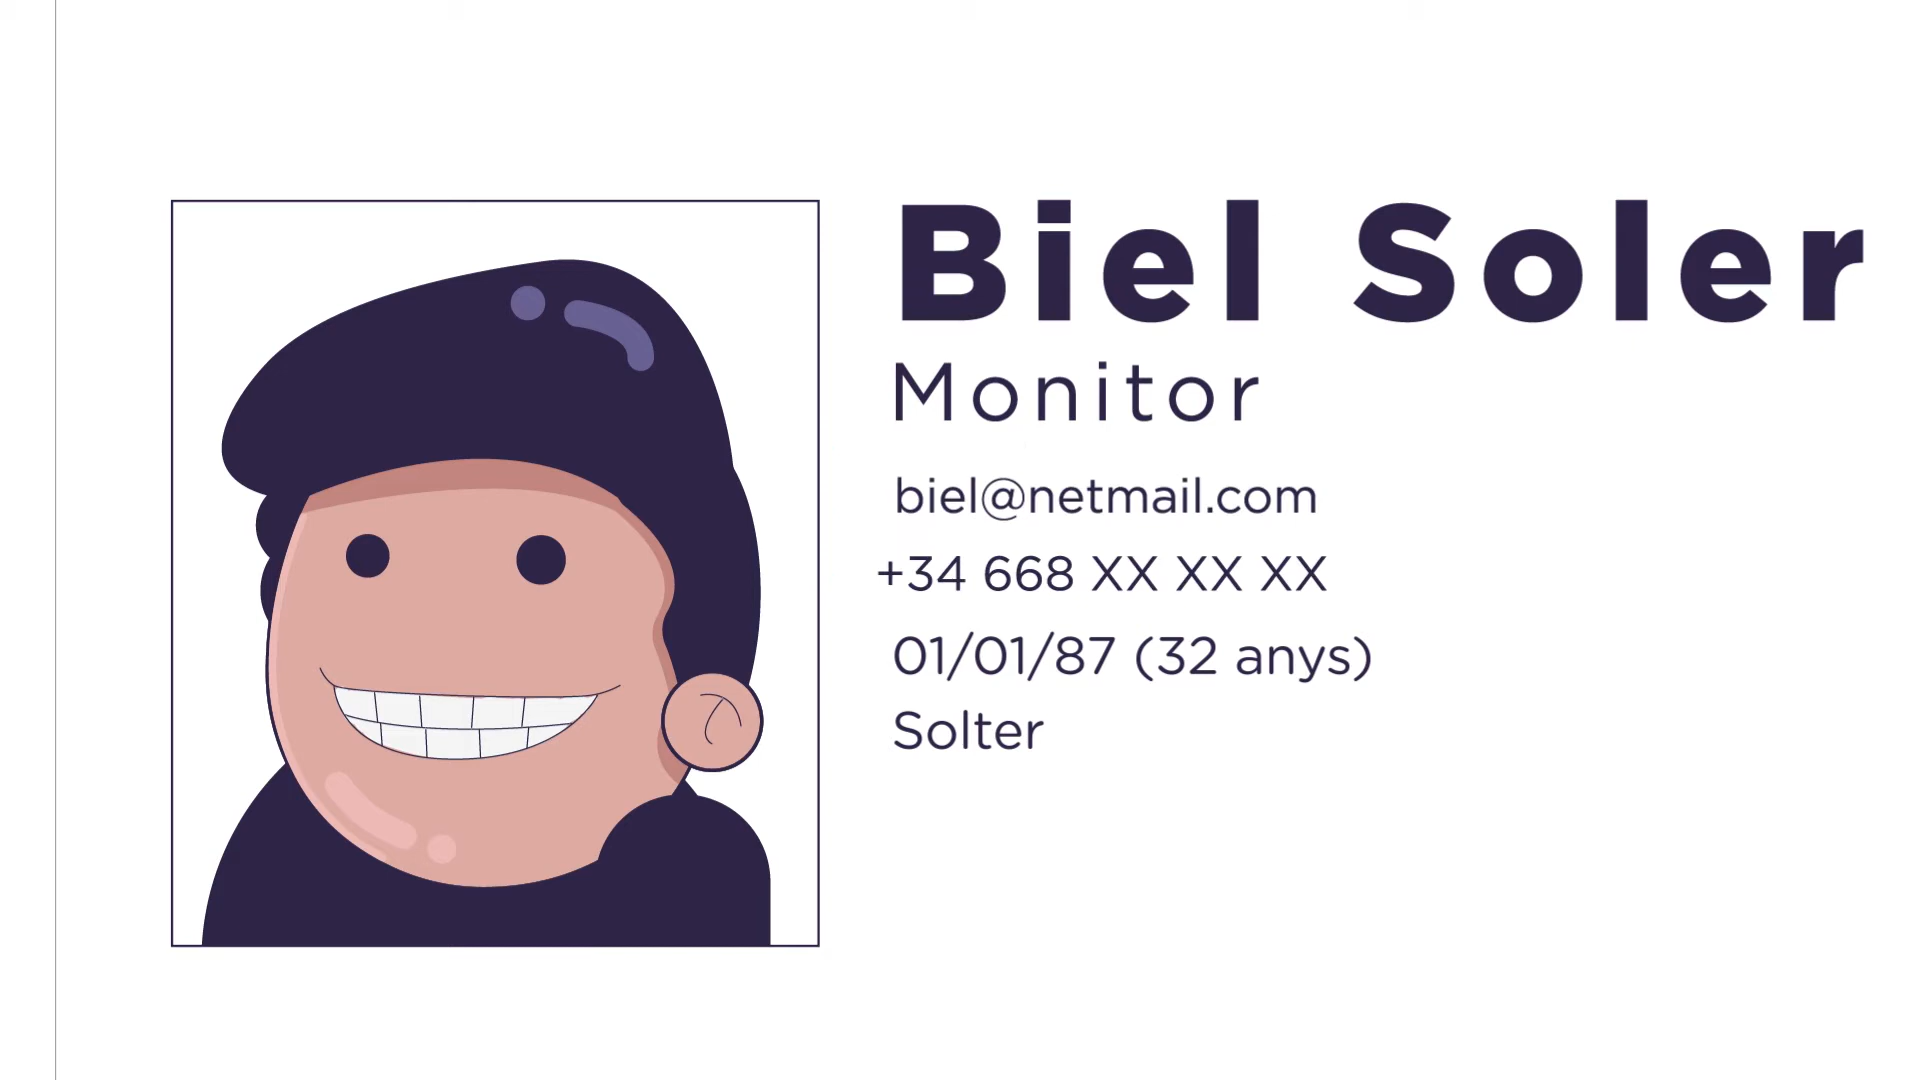 Biel Soler
Monitor
biel@netmail.com
+34 668 XX XX XX
01/01/87 (32 anys)
Solter